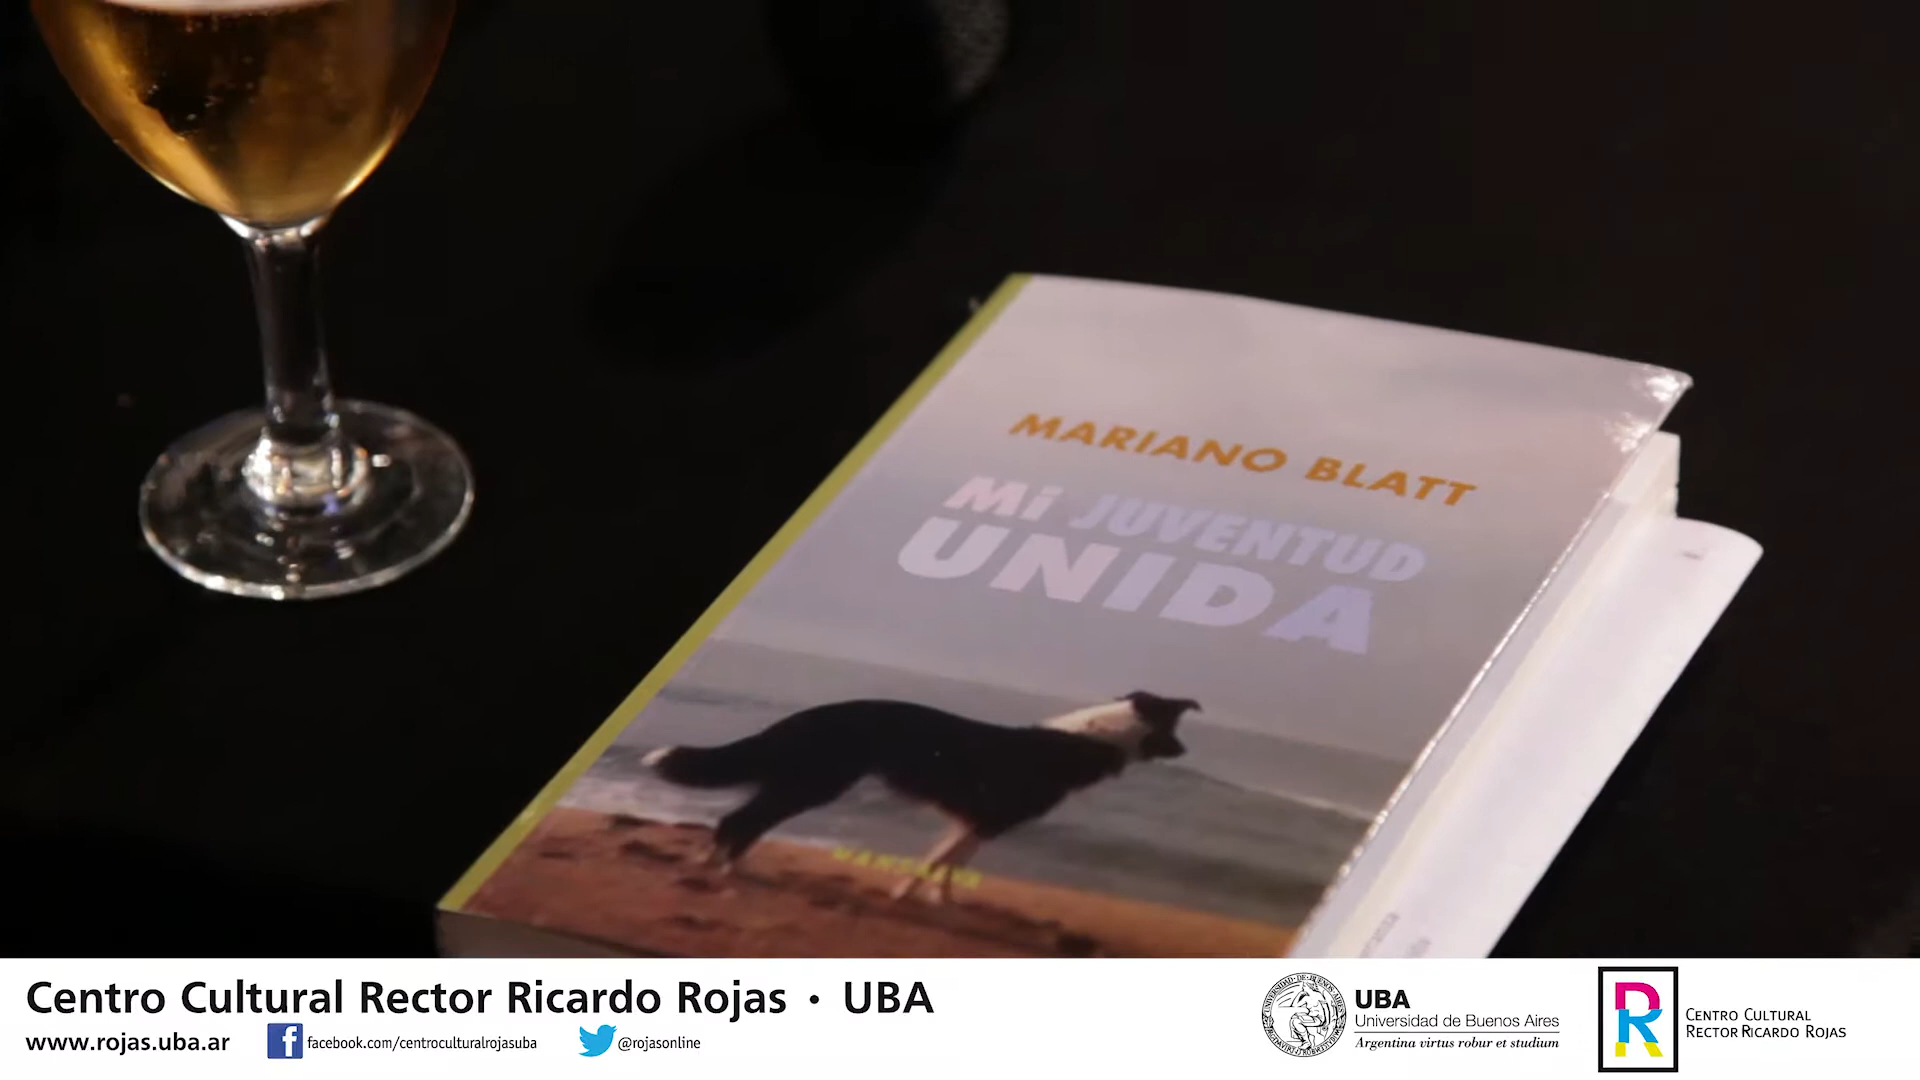 MARIANO BLATT
Mi JUVENTUD
UNIDA
MANSALVA
Centro Cultural Rector Ricardo Rojas • UBA
www.rojas.uba.ar
facebook.com/centroculturalrojasuba
@rojasonline
UBA
Universidad de Buenos Aires
Argentina virtus robur et studium
R
CENTRO CULTURAL
RECTOR RICARDO ROJAS